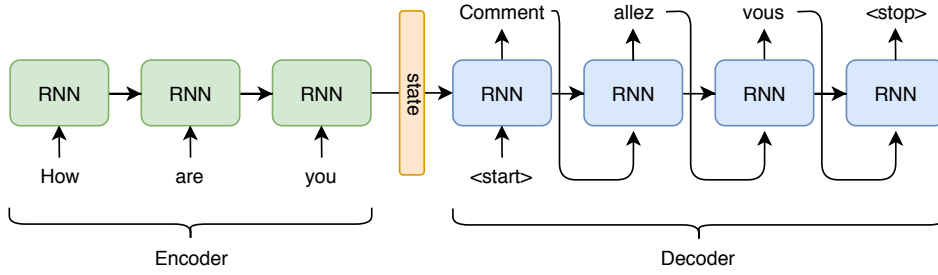 Comment allez vous <stop>
RNN RNN RNN state RNN RNN RNN RNN
How are you <start>
Encoder Decoder